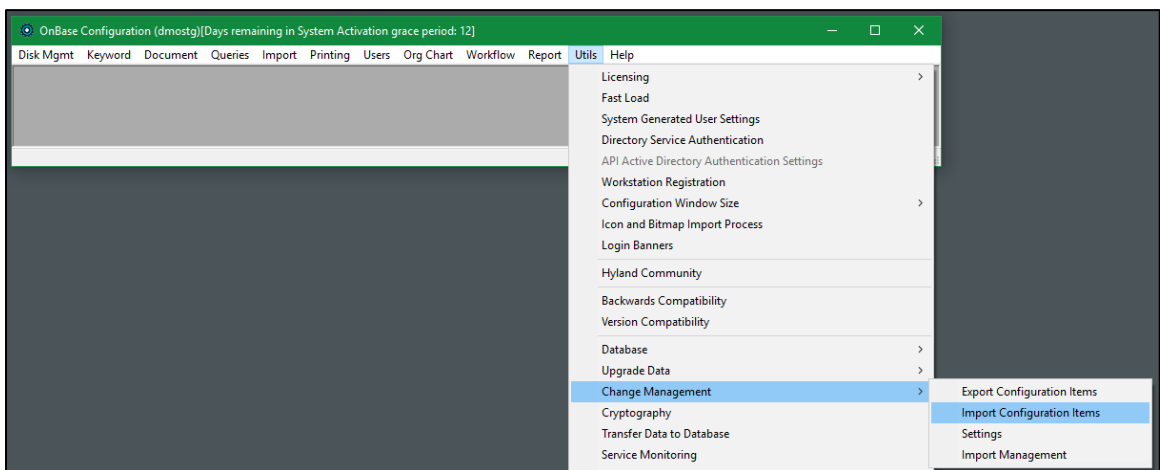 OnBase Configuration (dmostg)[Days remaining in System Activation grace period: 12]
Disk Mgmt Keyword Document Queries Import Printing Users Org Chart Workflow Report Utils Help
Licensing
Fast Load
System Generated User Settings
Directory Service Authentication
API Active Directory Authentication Settings
Workstation Registration
Configuration Window Size
Icon and Bitmap Import Process
Login Banners
Hyland Community
Backwards Compatibility
Version Compatibility
Database
Upgrade Data
Change Management
Cryptography
Transfer Data to Database
Service Monitoring
Export Configuration Items
Import Configuration Items
Settings
Import Management